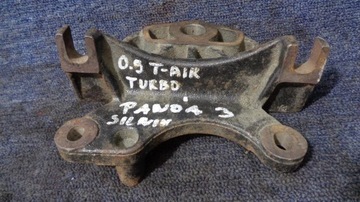 0.9 T-AIR
TURBO
PANDA 3
SILNIK